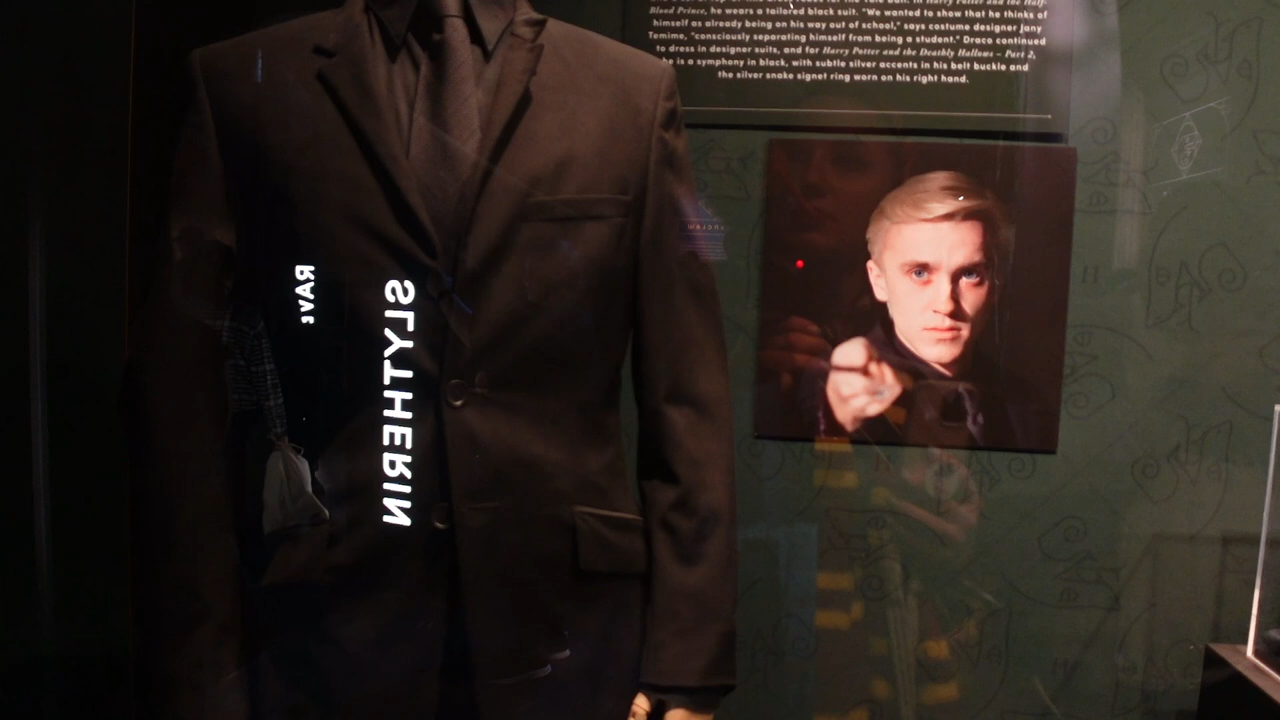 himself as already being on his way out of school," says costume designer Jany
Temime, "consciously separating himself from being a student." Draco continued
to dress in designer suits, and for Harry Potter and the Deathly Hallows – Part 2,
he is a symphony in black, with subtle silver accents in his belt buckle and
the silver snake signet ring worn on his right hand.
Blood Prince, he wears a tailored black suit. "We wanted to show that he thinks of
SLYTHERIN
RAVE